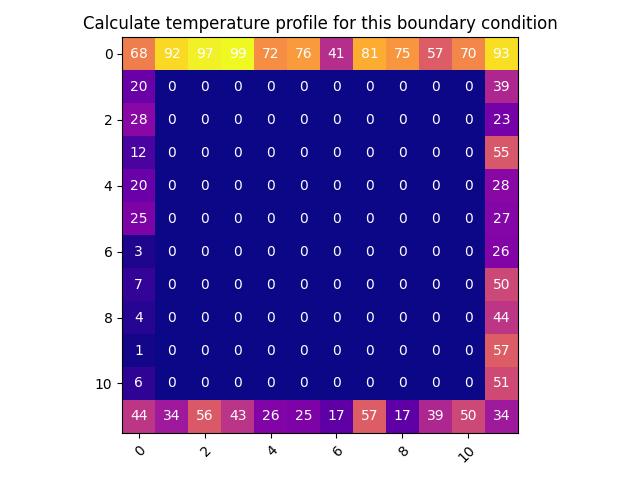 Calculate temperature profile for this boundary condition
0 68 92 97 99 72 76 41 81 75 57 70 93
20 0 0 0 0 0 0 0 0 0 0 39
2 28 0 0 0 0 0 0 0 0 0 0 23
12 0 0 0 0 0 0 0 0 0 0 55
4 20 0 0 0 0 0 0 0 0 0 0 28
25 0 0 0 0 0 0 0 0 0 0 27
6 3 0 0 0 0 0 0 0 0 0 0 26
7 0 0 0 0 0 0 0 0 0 0 50
8 4 0 0 0 0 0 0 0 0 0 0 44
1 0 0 0 0 0 0 0 0 0 0 57
10 6 0 0 0 0 0 0 0 0 0 0 51
44 34 56 43 26 25 17 57 17 39 50 34
0 2 4 6 8 10